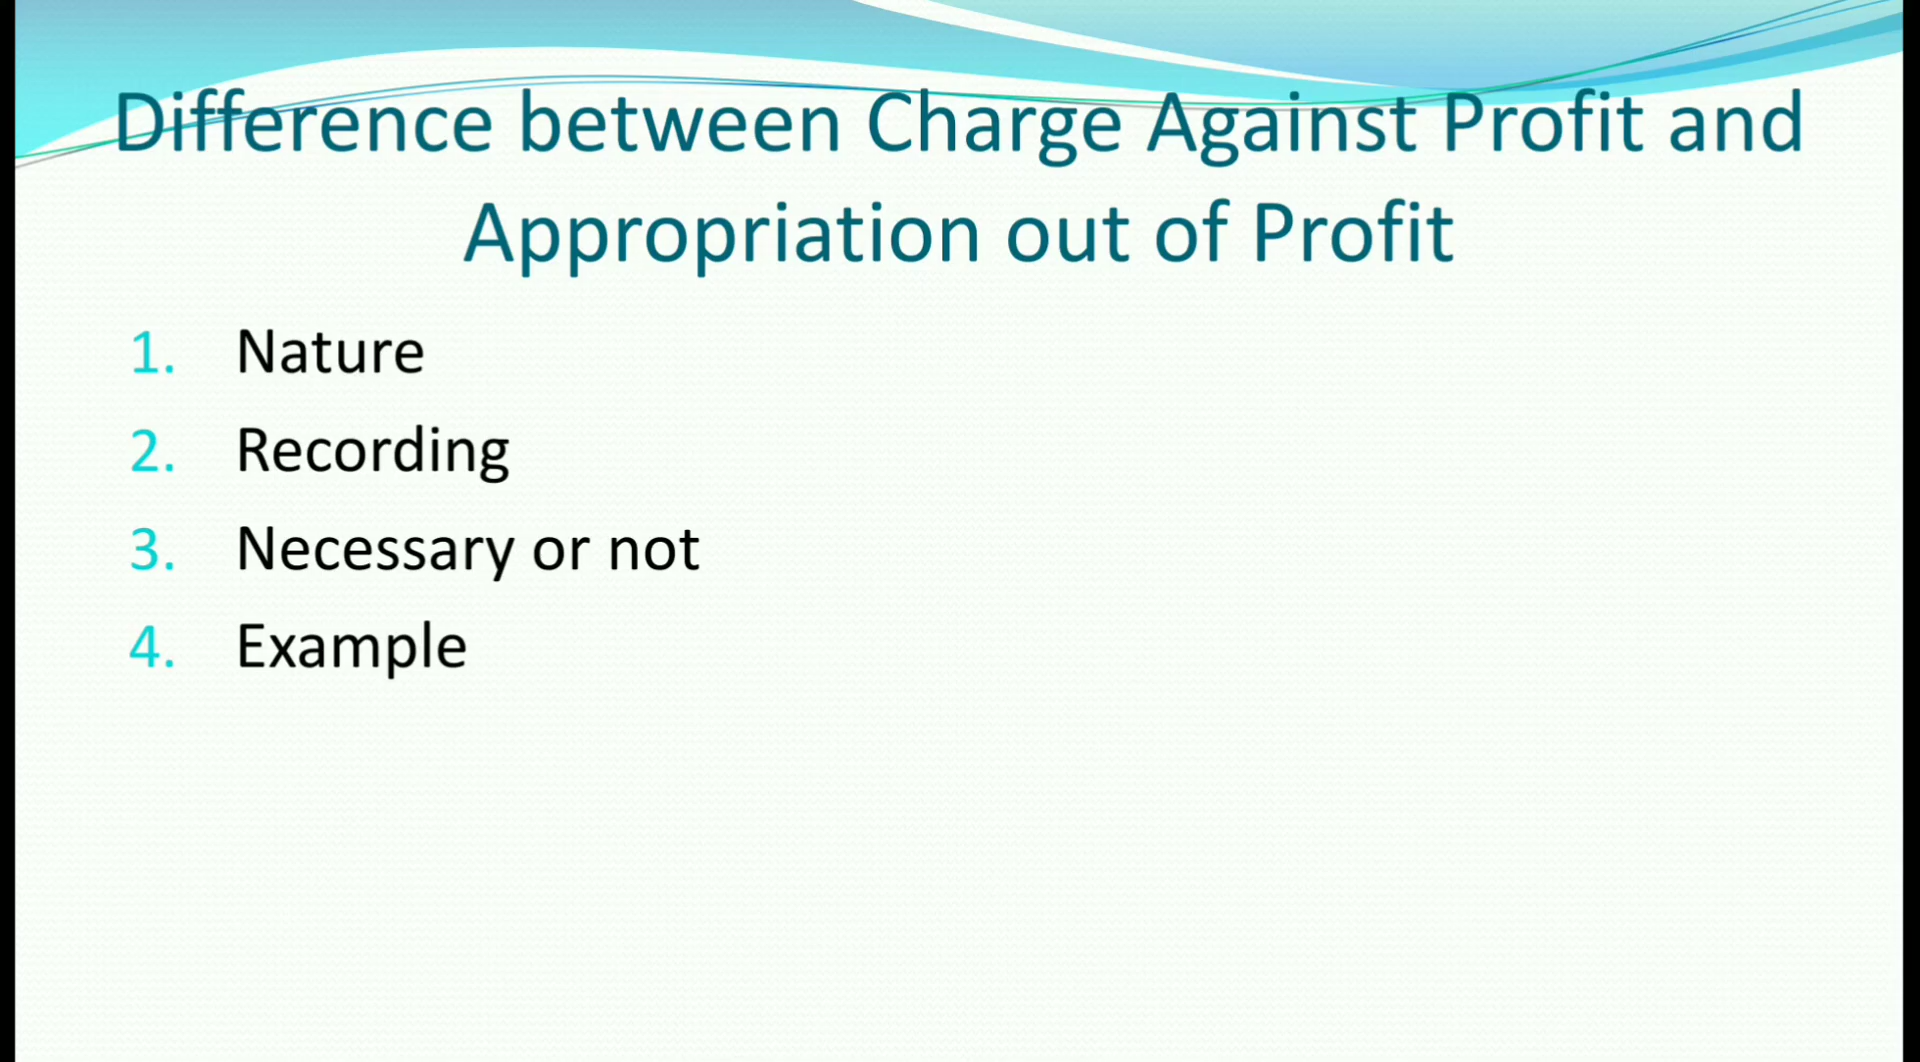 Difference between Charge Against Profit and
Appropriation out of Profit
1. Nature
2. Recording
3. Necessary or not
4. Example